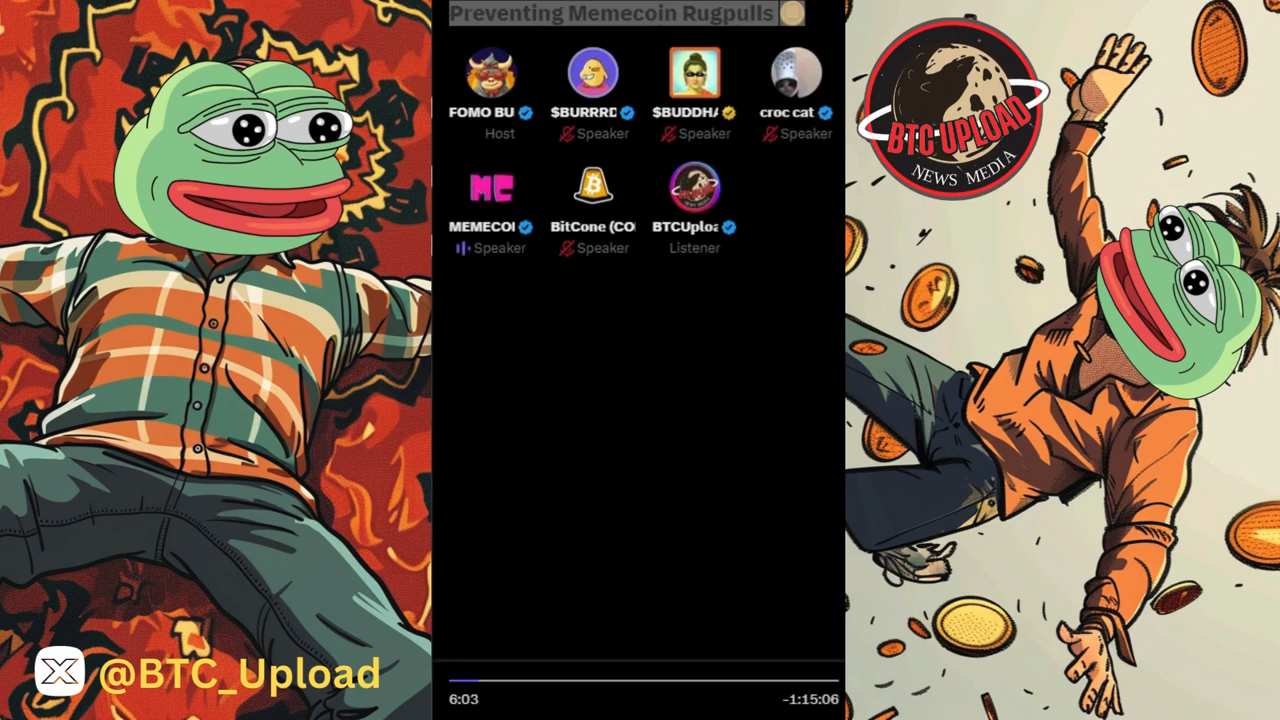 Preventing Memecoin Rugpulls
FOMO BU $BURRRD $BUDDHA croc cat
Host Speaker Speaker Speaker
MC
MEMECOI BitCone (CO BTCUploa
Speaker Speaker Listener
6:03 -1:15:06
@BTC_Upload
BTC UPLOAD
NEWS MEDIA